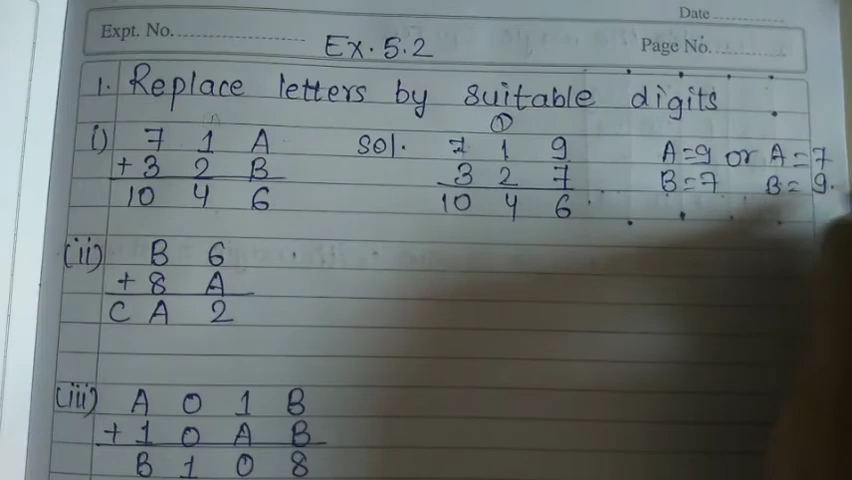 Date
Expt. No.
Ex. 5.2
Page No.
1. Replace letters by suitable digits
i) 7 1 A sol. 7 1 9 A=9 or A=7
+ 3 2 B 3 2 7 B=7 B=9.
10 4 6 10 4 6
(ii) B 6
+ 8 A
C A 2
(iii) A 0 1 B
+ 1 0 A B
B 1 0 8